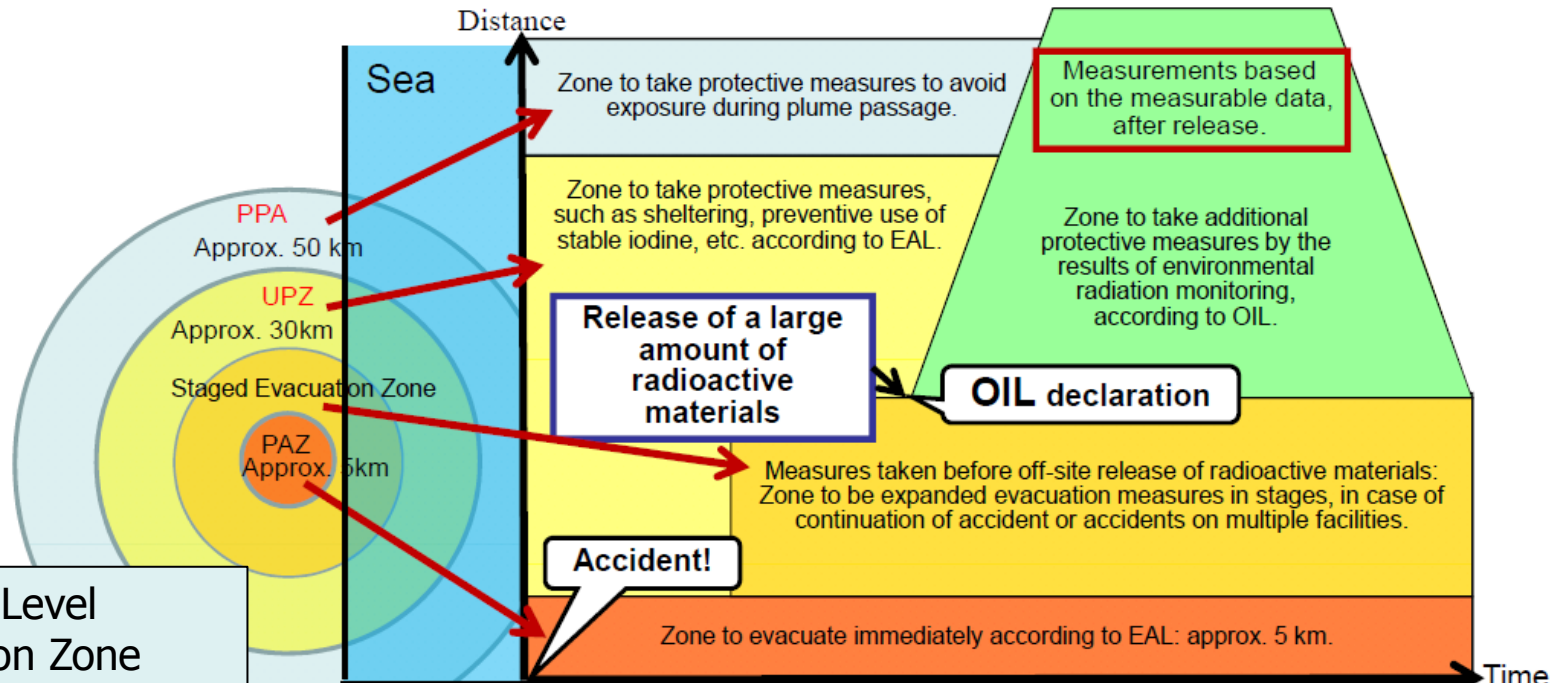 Distance
Sea
Zone to take protective measures to avoid
exposure during plume passage.
Measurements based
on the measurable data,
after release.
PPA
Approx. 50 km
UPZ
Approx. 30km
Staged Evacuation Zone
PAZ
Approx. 5km
Zone to take protective measures,
such as sheltering, preventive use of
stable iodine, etc. according to EAL.
Zone to take additional
protective measures by the
results of environmental
radiation monitoring,
according to OIL.
Release of a large
amount of
radioactive
materials
OIL declaration
Measures taken before off-site release of radioactive materials:
Zone to be expanded evacuation measures in stages, in case of
continuation of accident or accidents on multiple facilities.
Accident!
Zone to evacuate immediately according to EAL: approx. 5 km.
Level
on Zone
Time